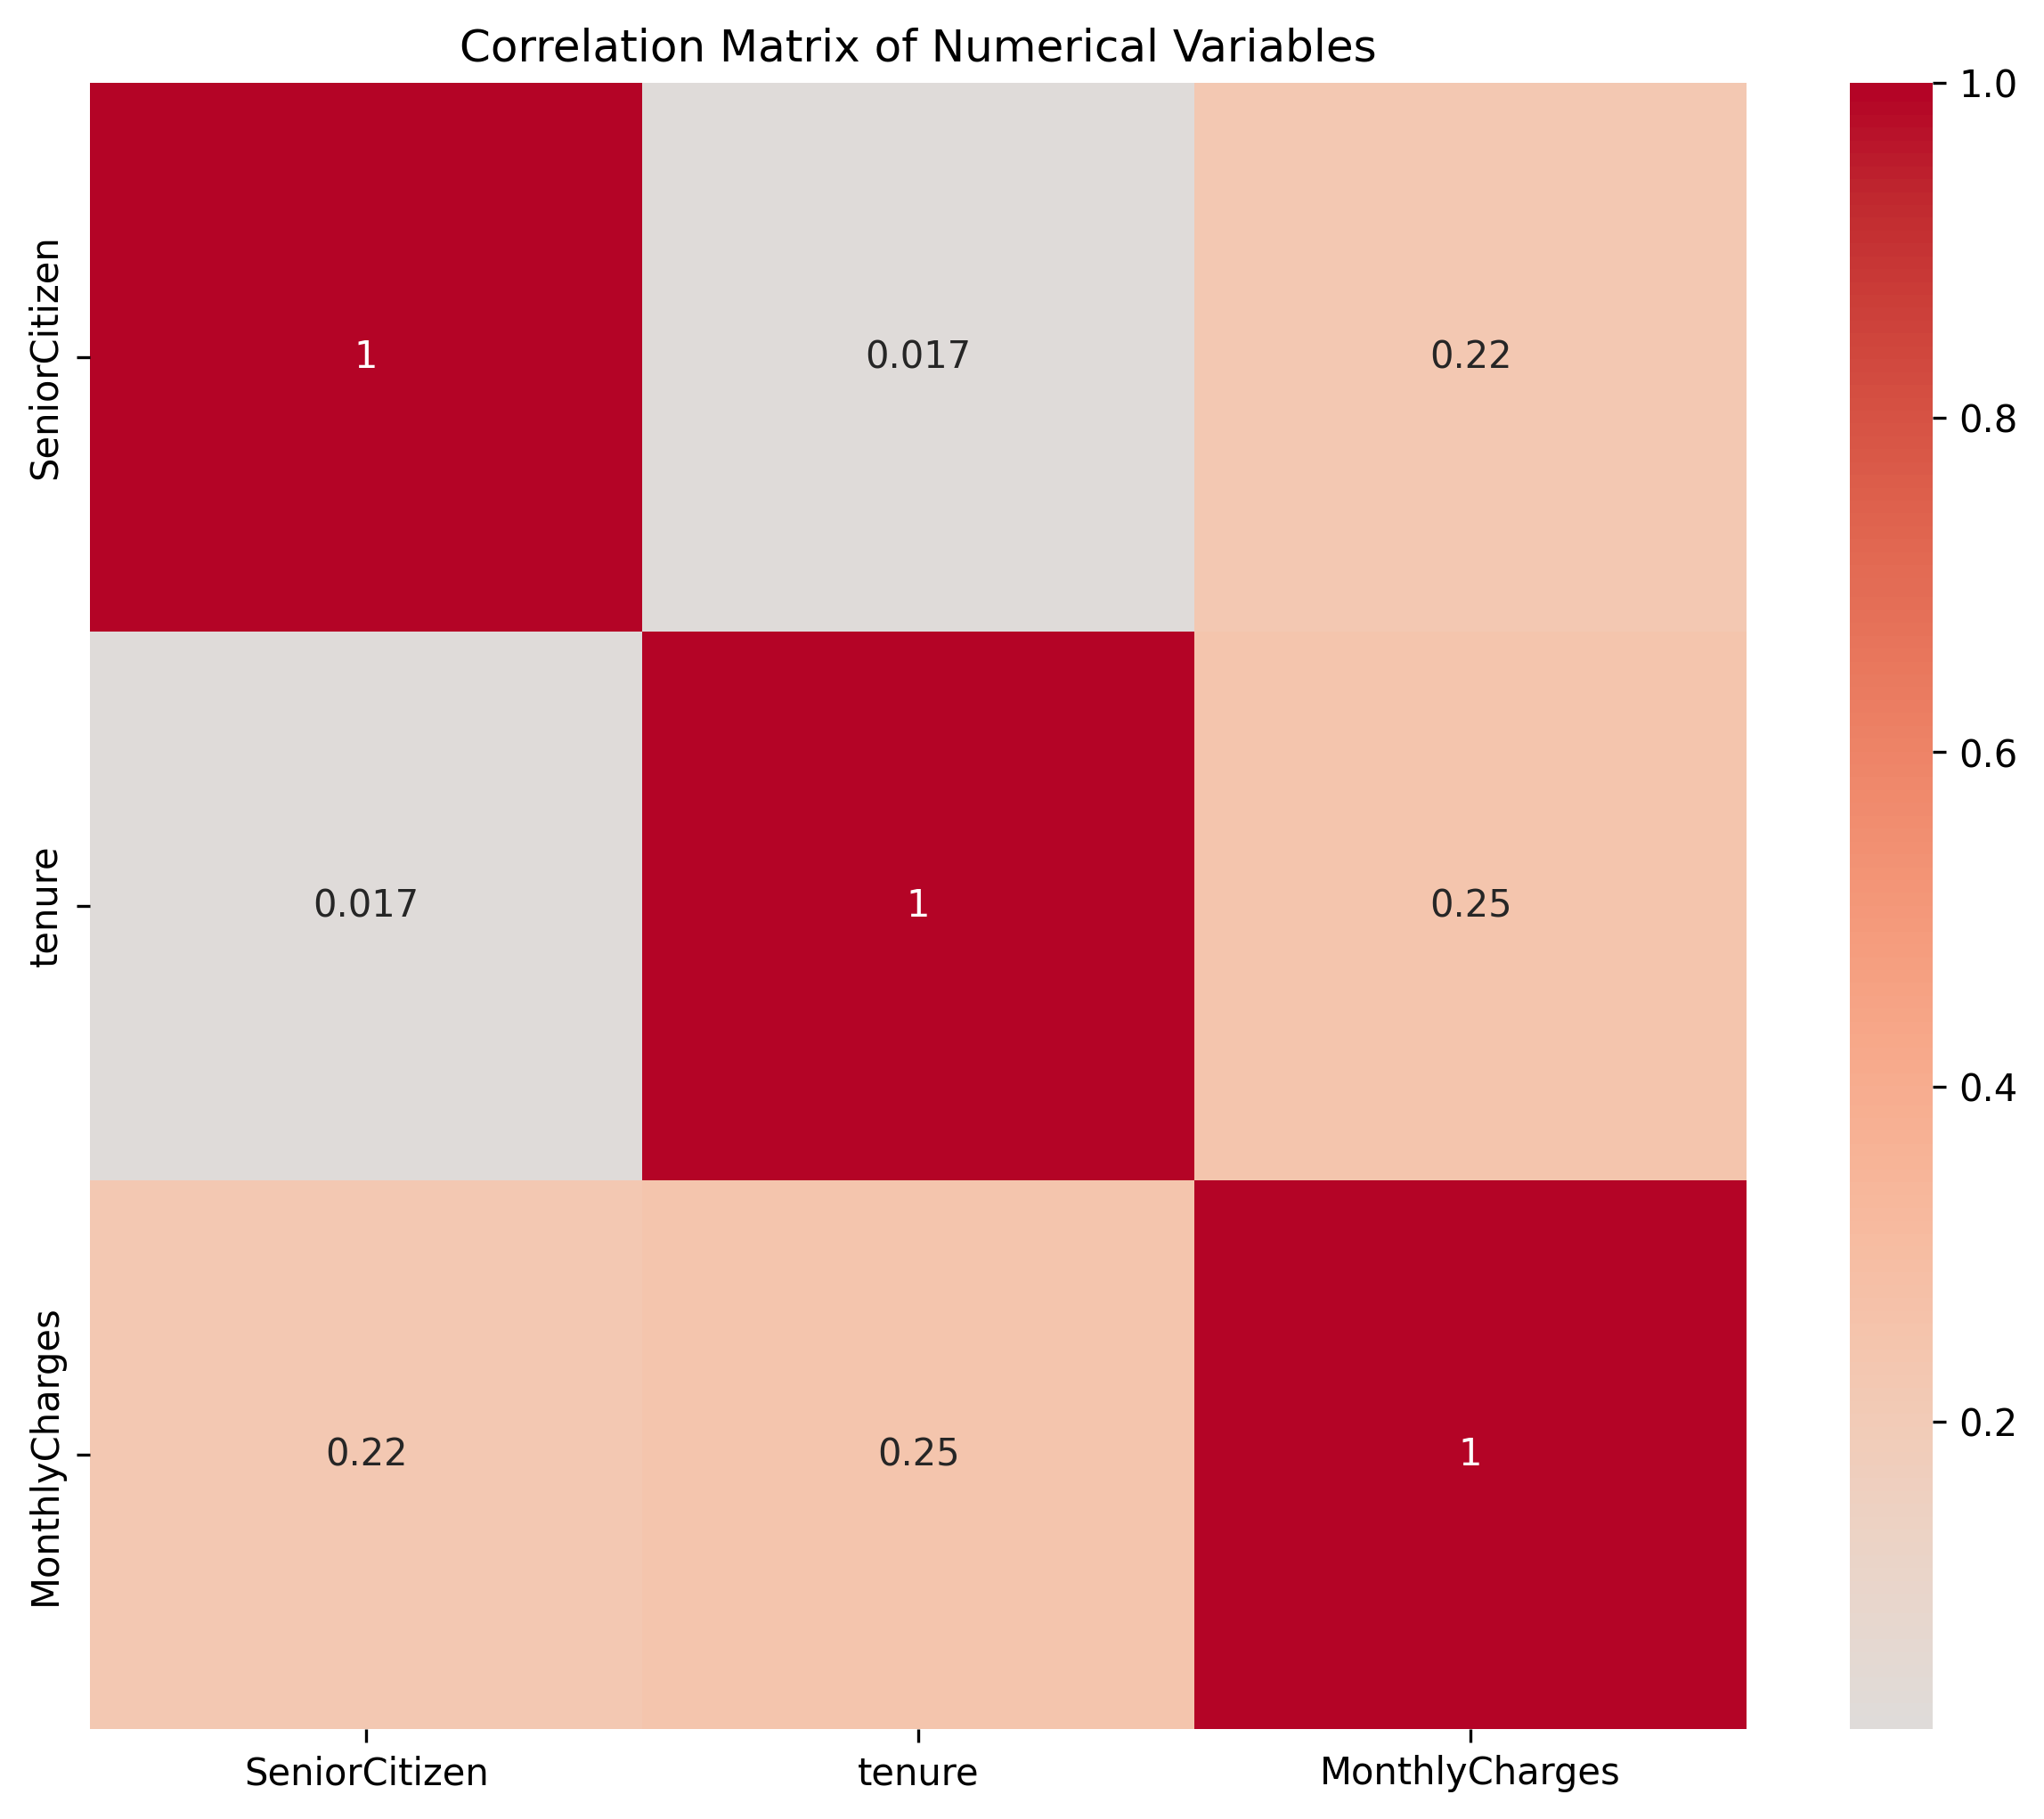 Correlation Matrix of Numerical Variables
SeniorCitizen
1
0.017
0.22
tenure
0.017
1
0.25
MonthlyCharges
0.22
0.25
1
SeniorCitizen
tenure
MonthlyCharges
1.0
0.8
0.6
0.4
0.2